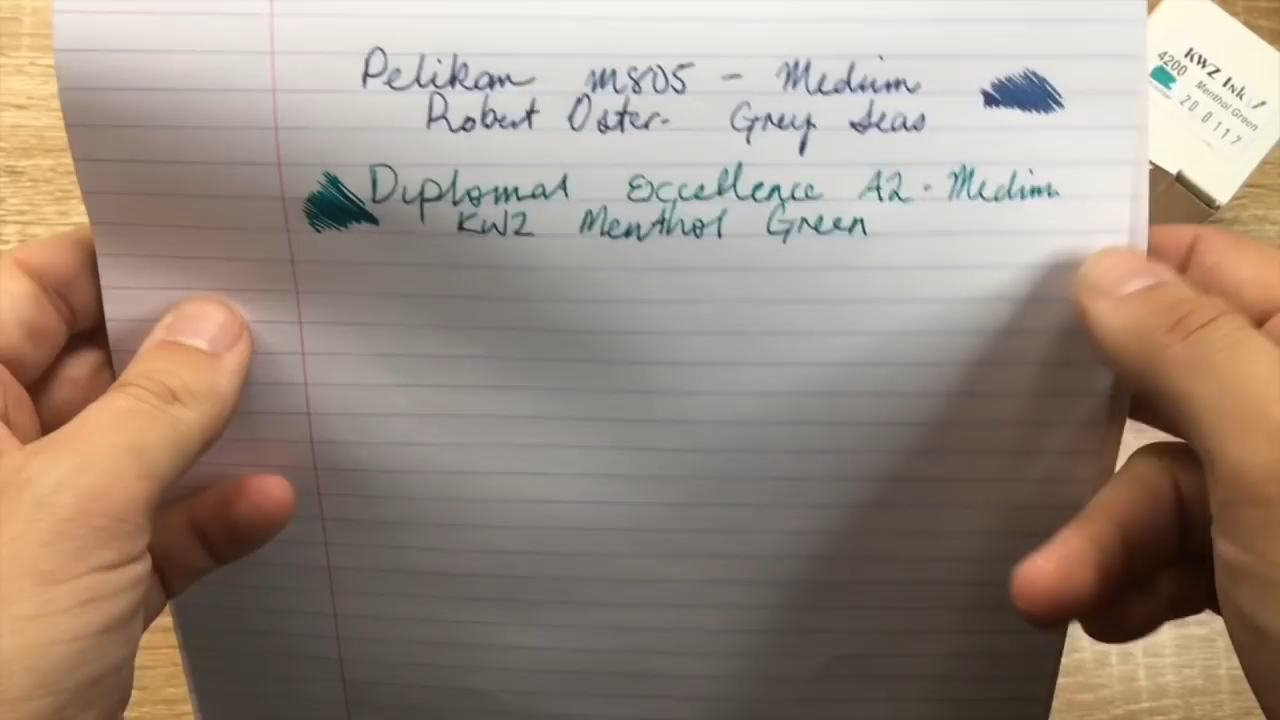 Pelikan M805 - Medium
Robert Oster - Grey Seas
Diplomat Excellence A2 - Medium
KWZ Menthol Green
KWZ Ink
4200
Menthol Green
20 0117